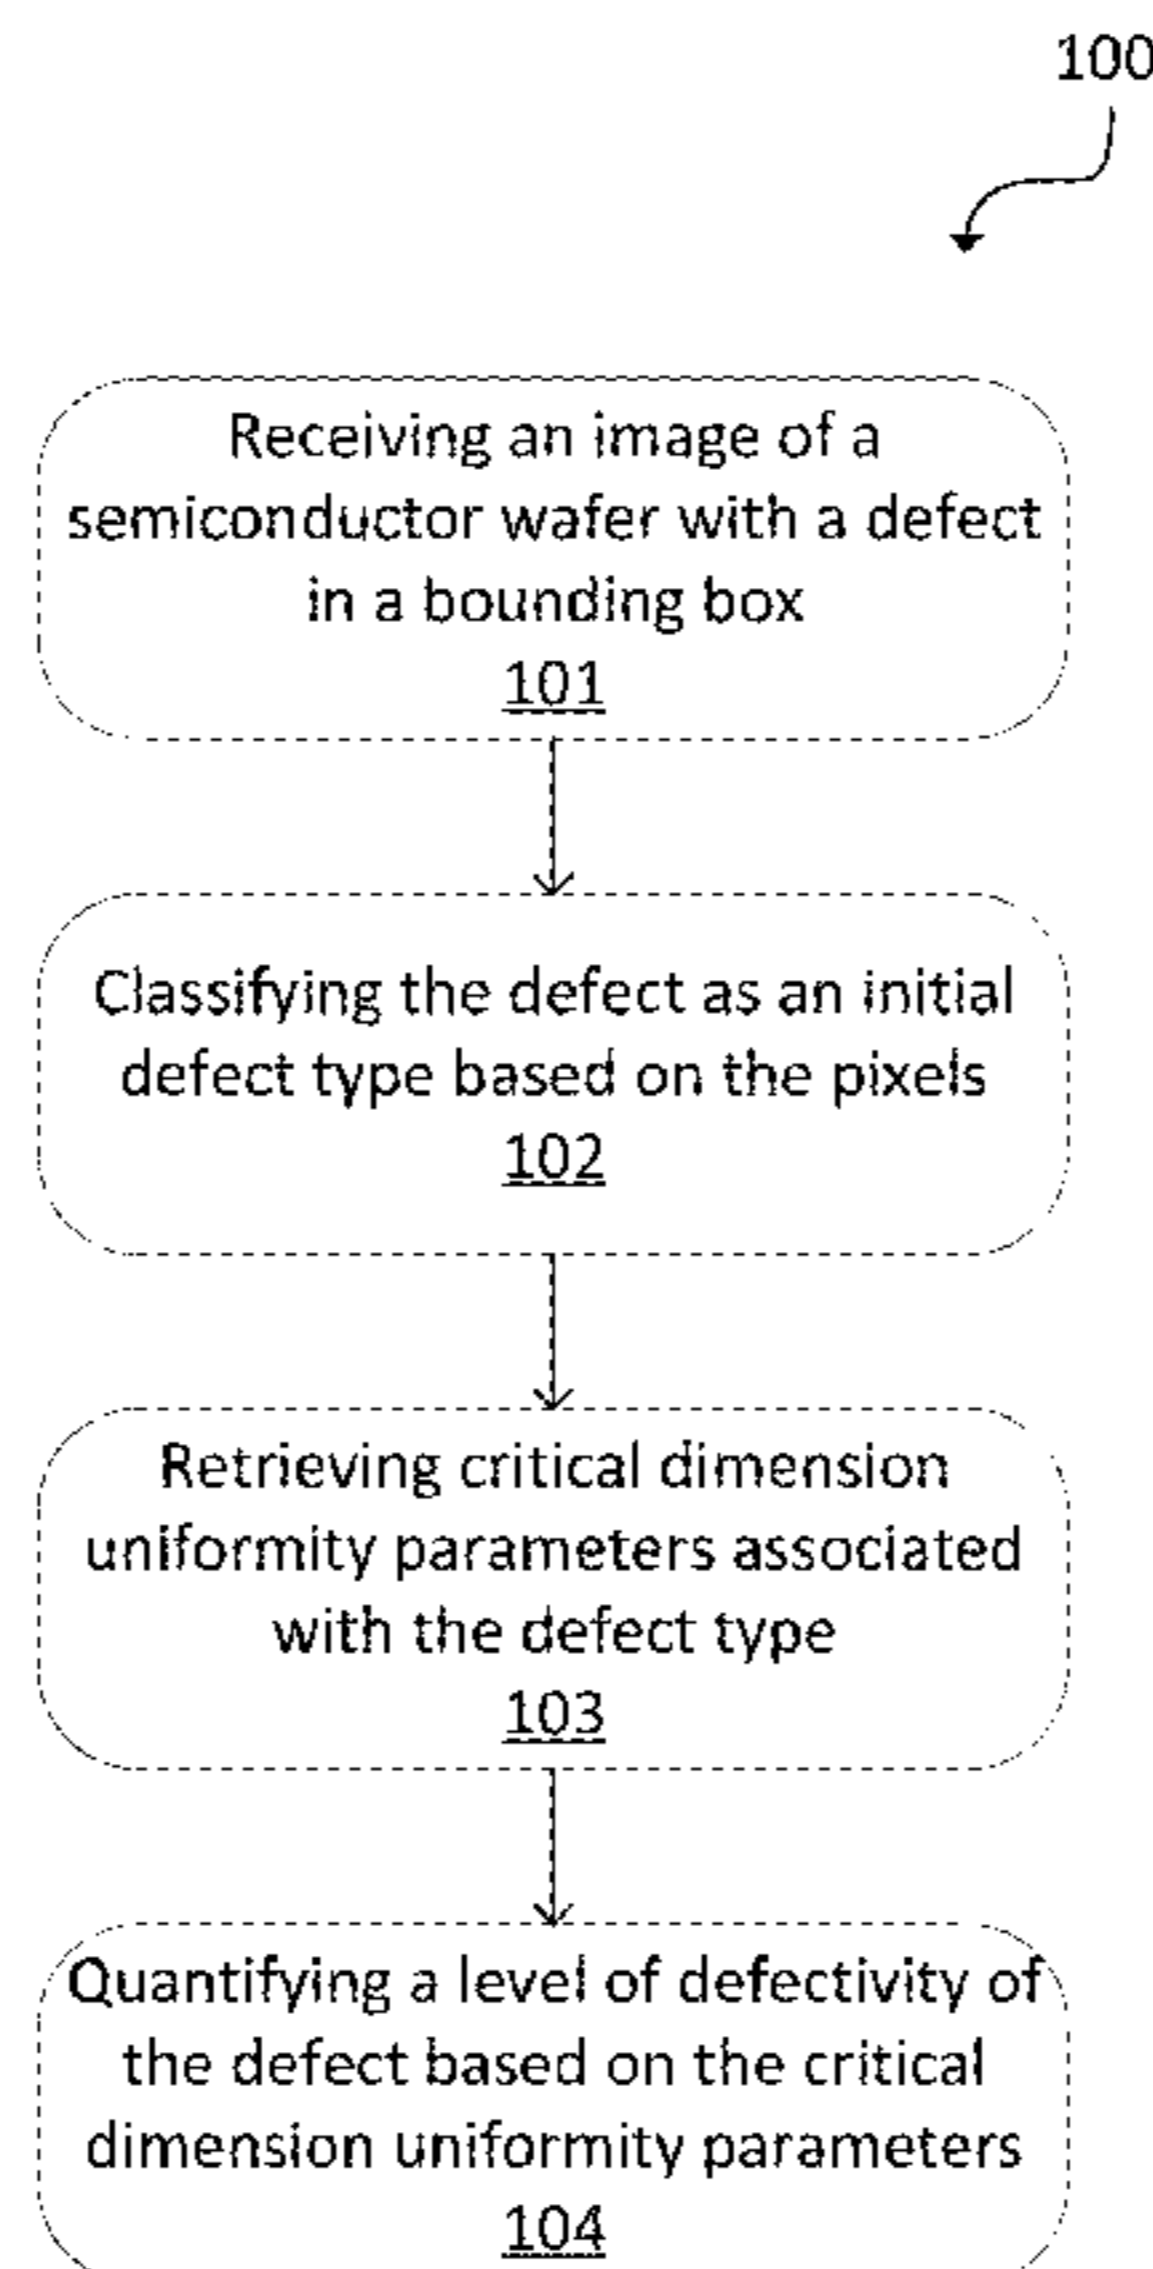 100
Receiving an image of a
semiconductor wafer with a defect
in a bounding box
101
Classifying the defect as an initial
defect type based on the pixels
102
Retrieving critical dimension
uniformity parameters associated
with the defect type
103
Quantifying a level of defectivity of
the defect based on the critical
dimension uniformity parameters
104